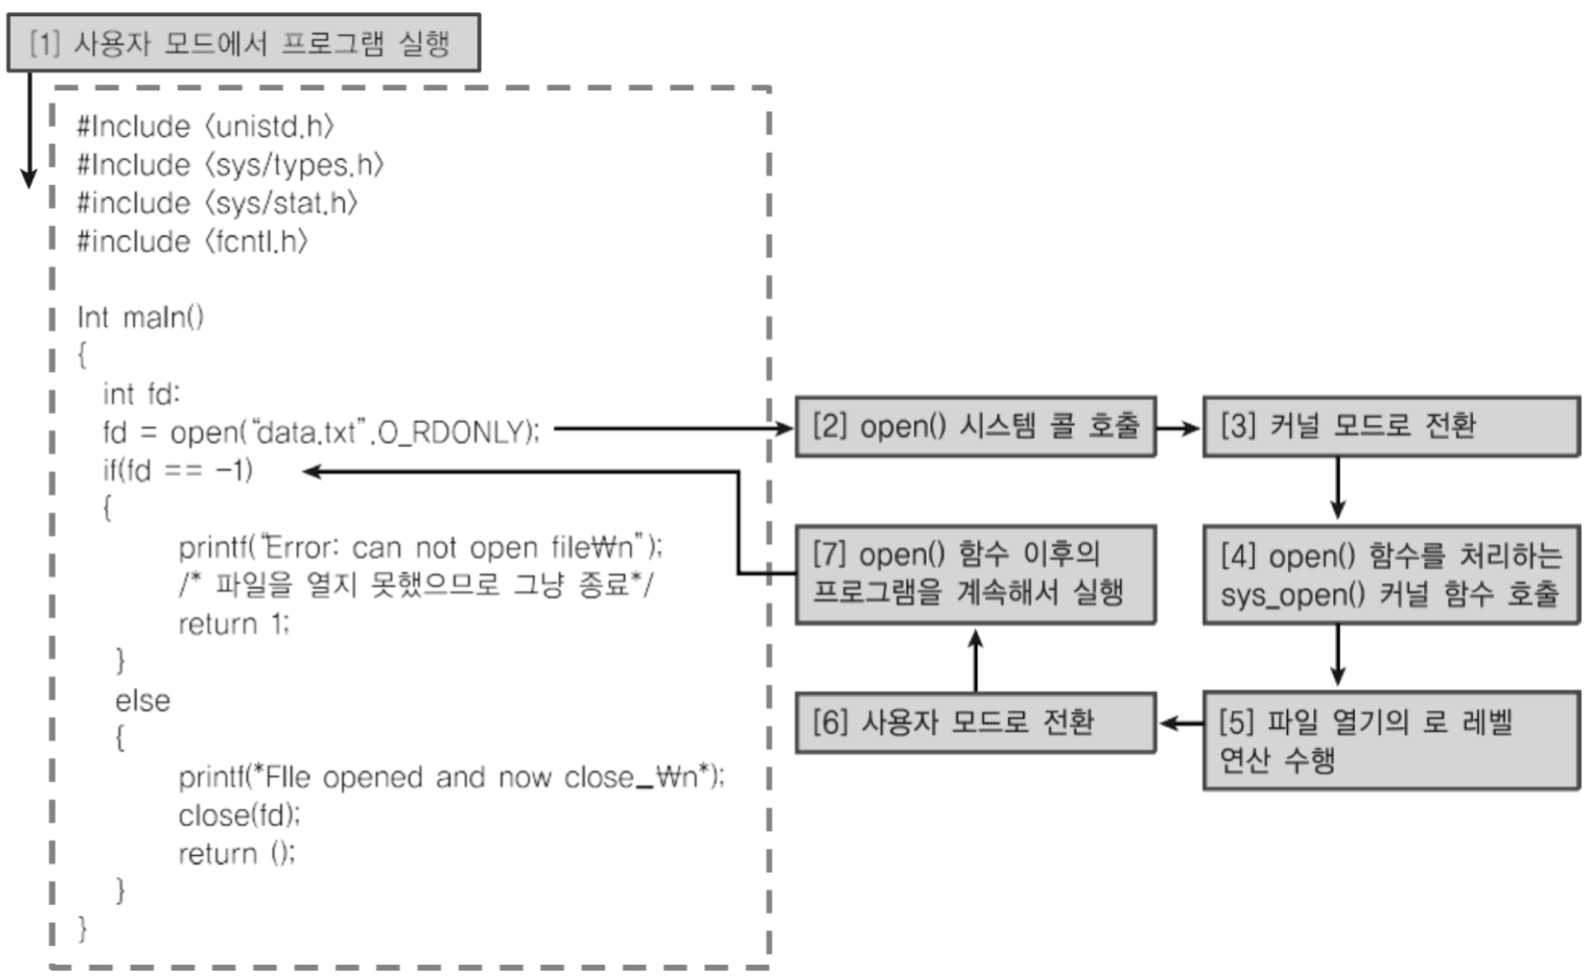 [1] 사용자 모드에서 프로그램 실행
#Include <unistd.h>
#Include <sys/types.h>
#include <sys/stat.h>
#include <fcntl.h>
Int maIn()
{
int fd:
fd = open("data.txt".O_RDONLY);
if(fd == -1)
{
printf("Error: can not open file₩n");
/* 파일을 열지 못했으므로 그냥 종료*/
return 1;
}
else
{
printf(*FIle opened and now close_₩n*);
close(fd);
return ();
}
}
[2] open() 시스템 콜 호출
[3] 커널 모드로 전환
[4] open() 함수를 처리하는
sys_open() 커널 함수 호출
[5] 파일 열기의 로 레벨
연산 수행
[6] 사용자 모드로 전환
[7] open() 함수 이후의
프로그램을 계속해서 실행